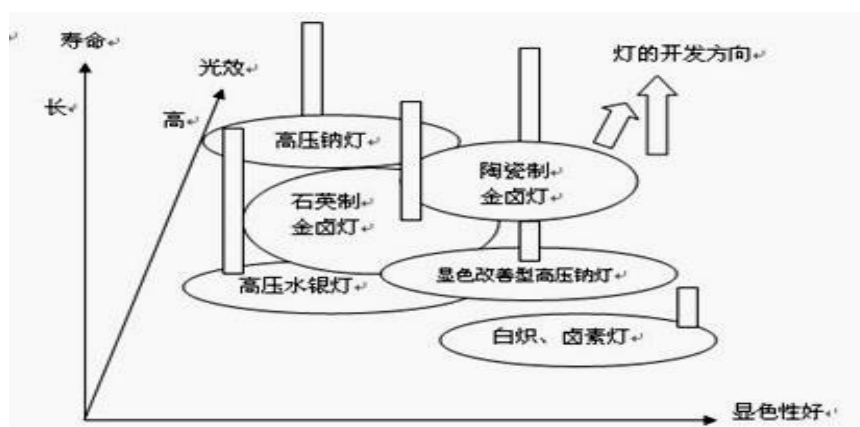 寿命
光效
灯的开发方向
长
高
高压钠灯
陶瓷制
金卤灯
石英制
金卤灯
显色改善型高压钠灯
高压水银灯
白炽、卤素灯
显色性好